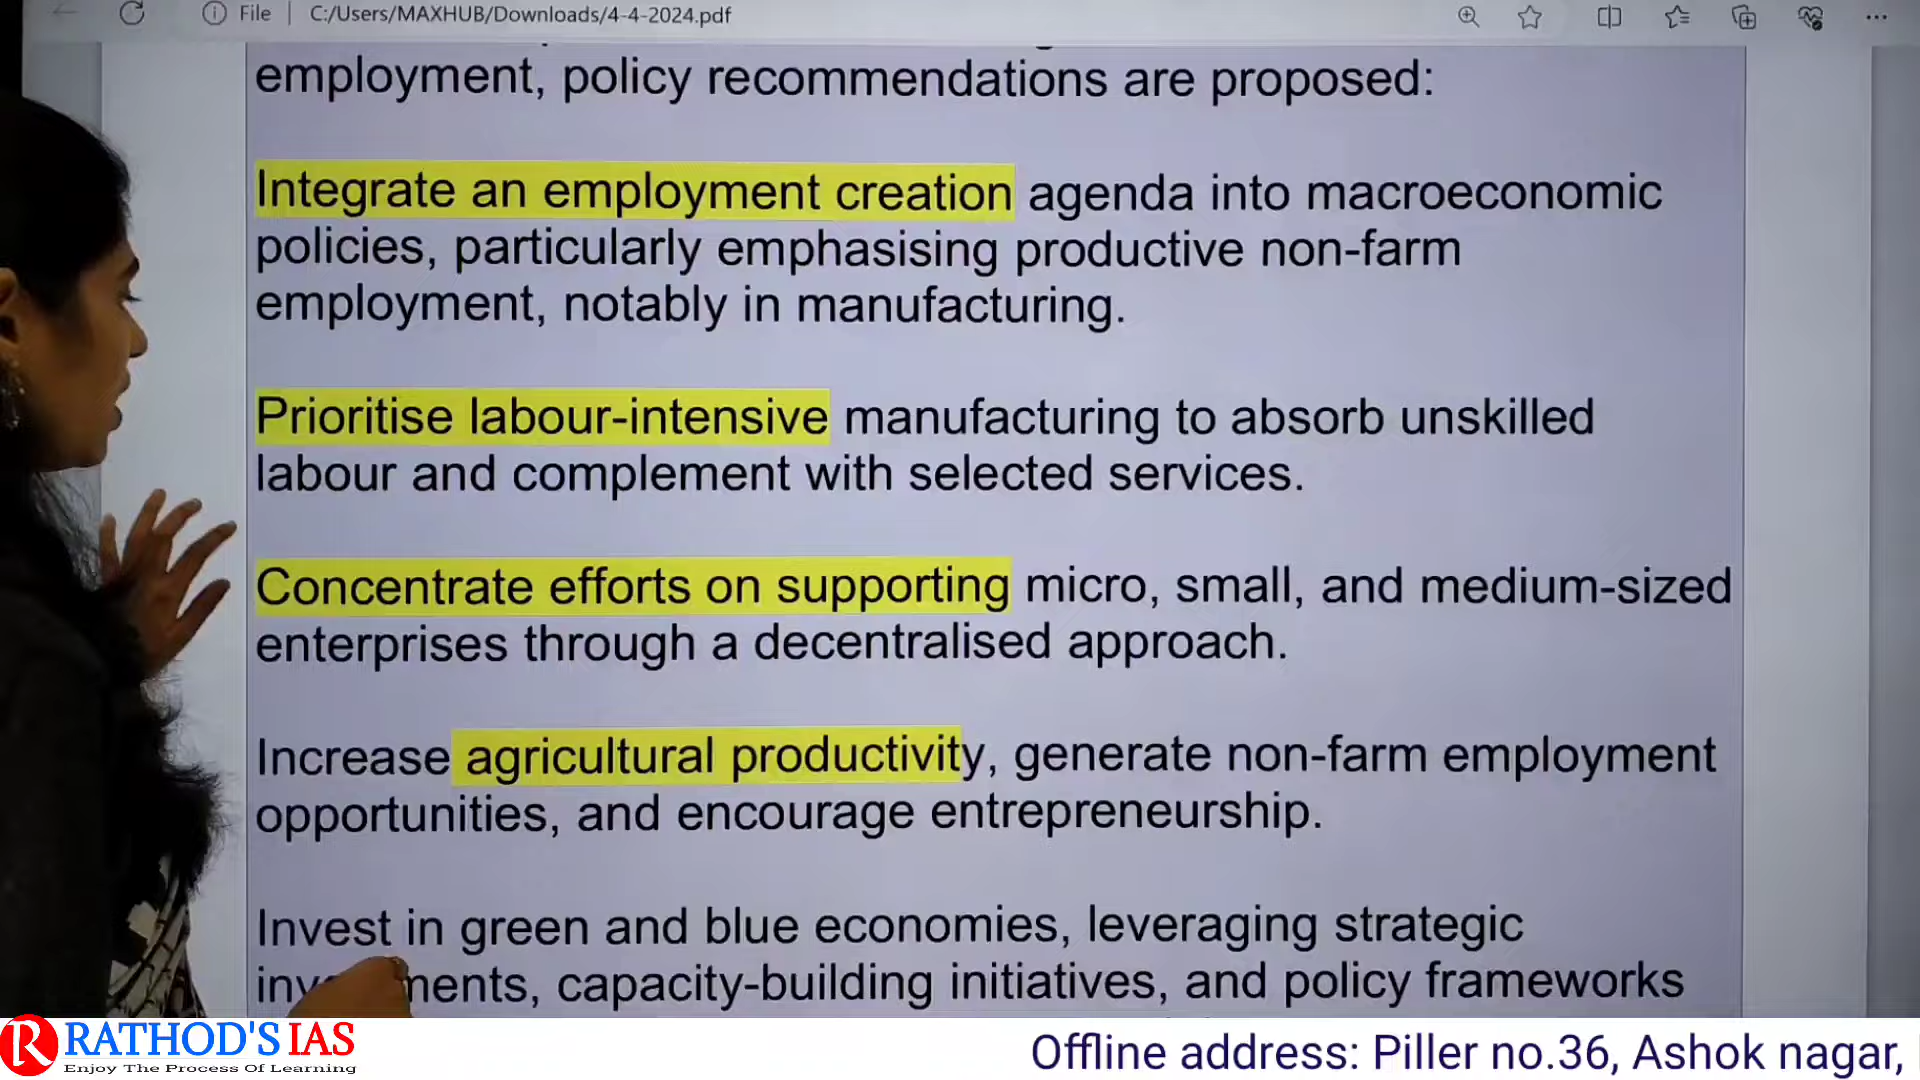 File | C:/Users/MAXHUB/Downloads/4-4-2024.pdf
employment, policy recommendations are proposed:
Integrate an employment creation agenda into macroeconomic
policies, particularly emphasising productive non-farm
employment, notably in manufacturing.
Prioritise labour-intensive manufacturing to absorb unskilled
labour and complement with selected services.
Concentrate efforts on supporting micro, small, and medium-sized
enterprises through a decentralised approach.
Increase agricultural productivity, generate non-farm employment
opportunities, and encourage entrepreneurship.
Invest in green and blue economies, leveraging strategic
capacity-building initiatives, and policy frameworks
R RATHOD'S IAS
Enjoy The Process Of Learning
Offline address: Piller no.36, Ashok nagar,